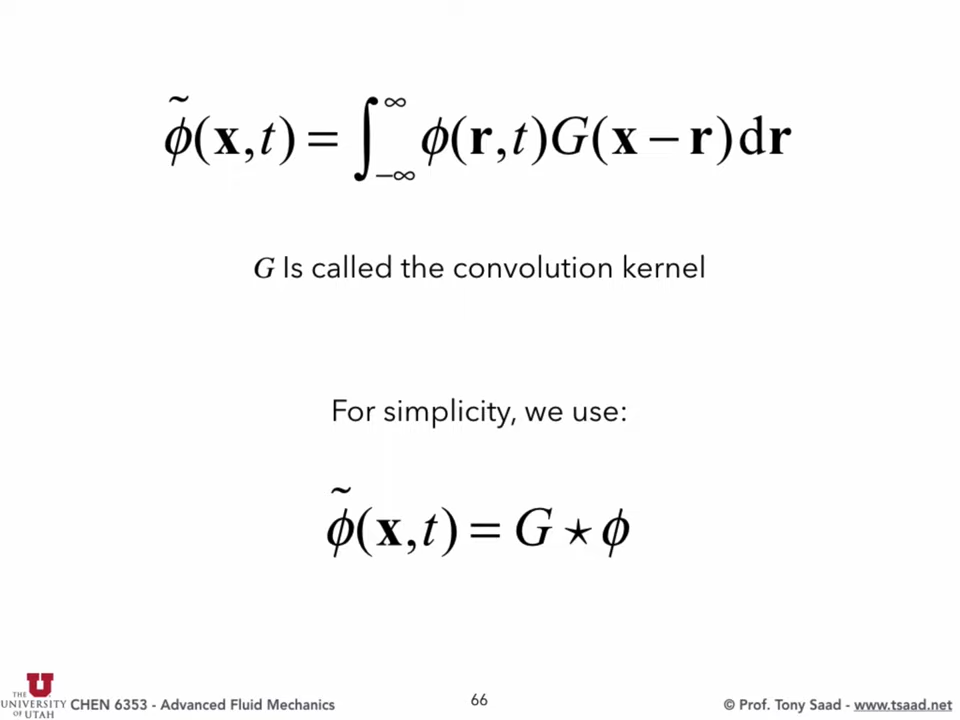 ϕ̃(x,t) = ∫_{−∞}^{∞} ϕ(r,t)G(x − r)dr
G Is called the convolution kernel
For simplicity, we use:
ϕ̃(x,t) = G ⋆ ϕ
U
THE
UNIVERSITY
OF UTAH
CHEN 6353 - Advanced Fluid Mechanics
66
© Prof. Tony Saad - www.tsaad.net